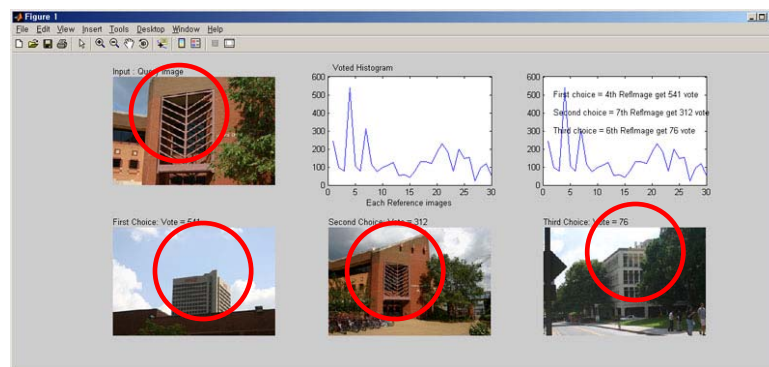 Figure 1
File Edit View Insert Tools Desktop Window Help
Input : Query Image
Voted Histogram
600
500
400
300
200
100
0
0 5 10 15 20 25 30
Each Reference images
600
500
400
300
200
100
0
0 5 10 15 20 25 30
First choice = 4th RefImage get 541 vote
Second choice = 7th RefImage get 312 vote
Third choice = 6th RefImage get 76 vote
First Choice: Vote = 541
Second Choice: Vote = 312
Third Choice: Vote = 76